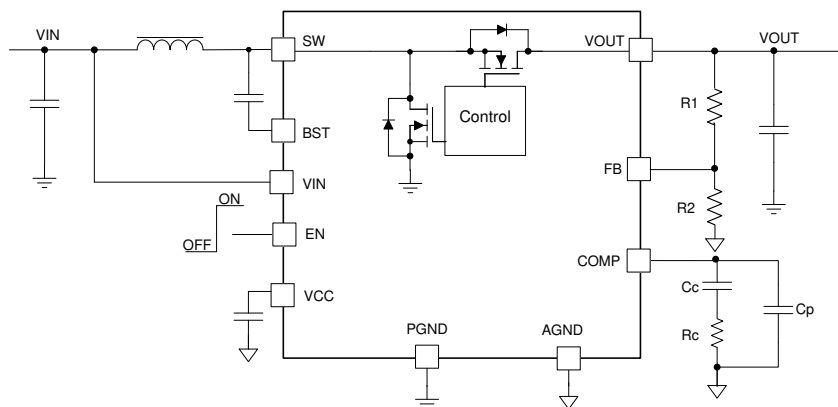 VIN
SW
VOUT
VOUT
R1
BST
Control
FB
VIN
ON
OFF
EN
R2
COMP
Cc
VCC
Cp
Rc
PGND
AGND